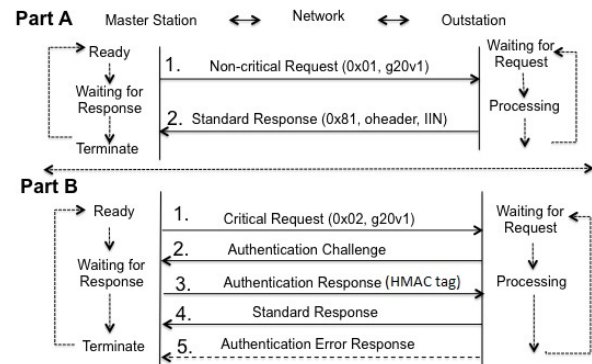 Part A Master Station Network Outstation
Ready Waiting for
1. Non-critical Request (0x01, g20v1) Request
Waiting for
Response Processing
2. Standard Response (0x81, oheader, IIN)
Terminate
Part B
Ready Waiting for
1. Critical Request (0x02, g20v1) Request
2. Authentication Challenge
Waiting for
Response 3. Authentication Response (HMAC tag) Processing
4. Standard Response
Terminate 5. Authentication Error Response